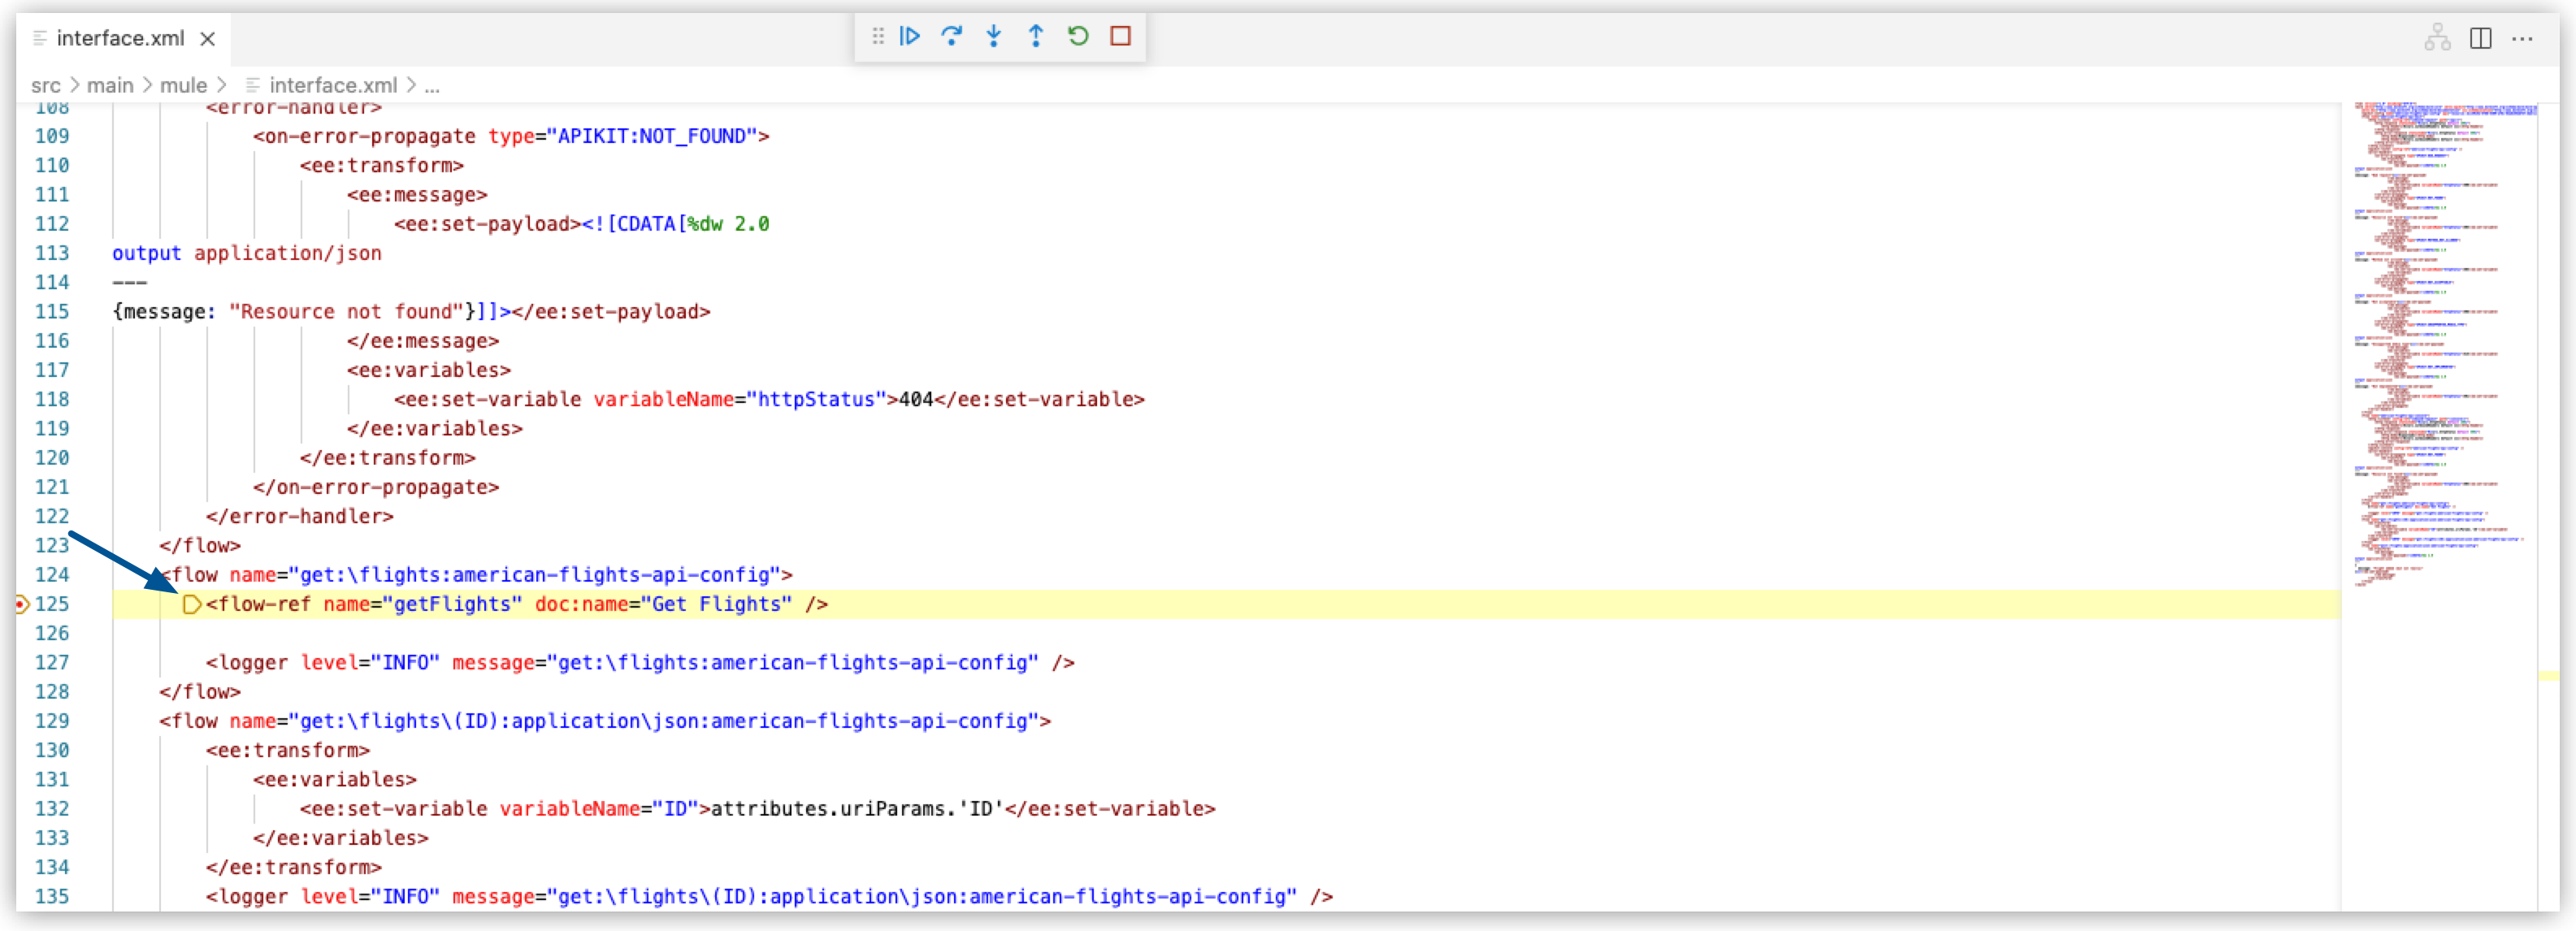 interface.xml
src > main > mule > interface.xml > ...
108 <error-handler>
109 <on-error-propagate type="APIKIT:NOT_FOUND">
110 <ee:transform>
111 <ee:message>
112 <ee:set-payload><![CDATA[%dw 2.0
113 output application/json
114 ---
115 {message: "Resource not found"}]]></ee:set-payload>
116 </ee:message>
117 <ee:variables>
118 <ee:set-variable variableName="httpStatus">404</ee:set-variable>
119 </ee:variables>
120 </ee:transform>
121 </on-error-propagate>
122 </error-handler>
123 </flow>
124 <flow name="get:\flights:american-flights-api-config">
125 <flow-ref name="getFlights" doc:name="Get Flights" />
126
127 <logger level="INFO" message="get:\flights:american-flights-api-config" />
128 </flow>
129 <flow name="get:\flights\(ID):application\json:american-flights-api-config">
130 <ee:transform>
131 <ee:variables>
132 <ee:set-variable variableName="ID">attributes.uriParams.'ID'</ee:set-variable>
133 </ee:variables>
134 </ee:transform>
135 <logger level="INFO" message="get:\flights\(ID):application\json:american-flights-api-config" />